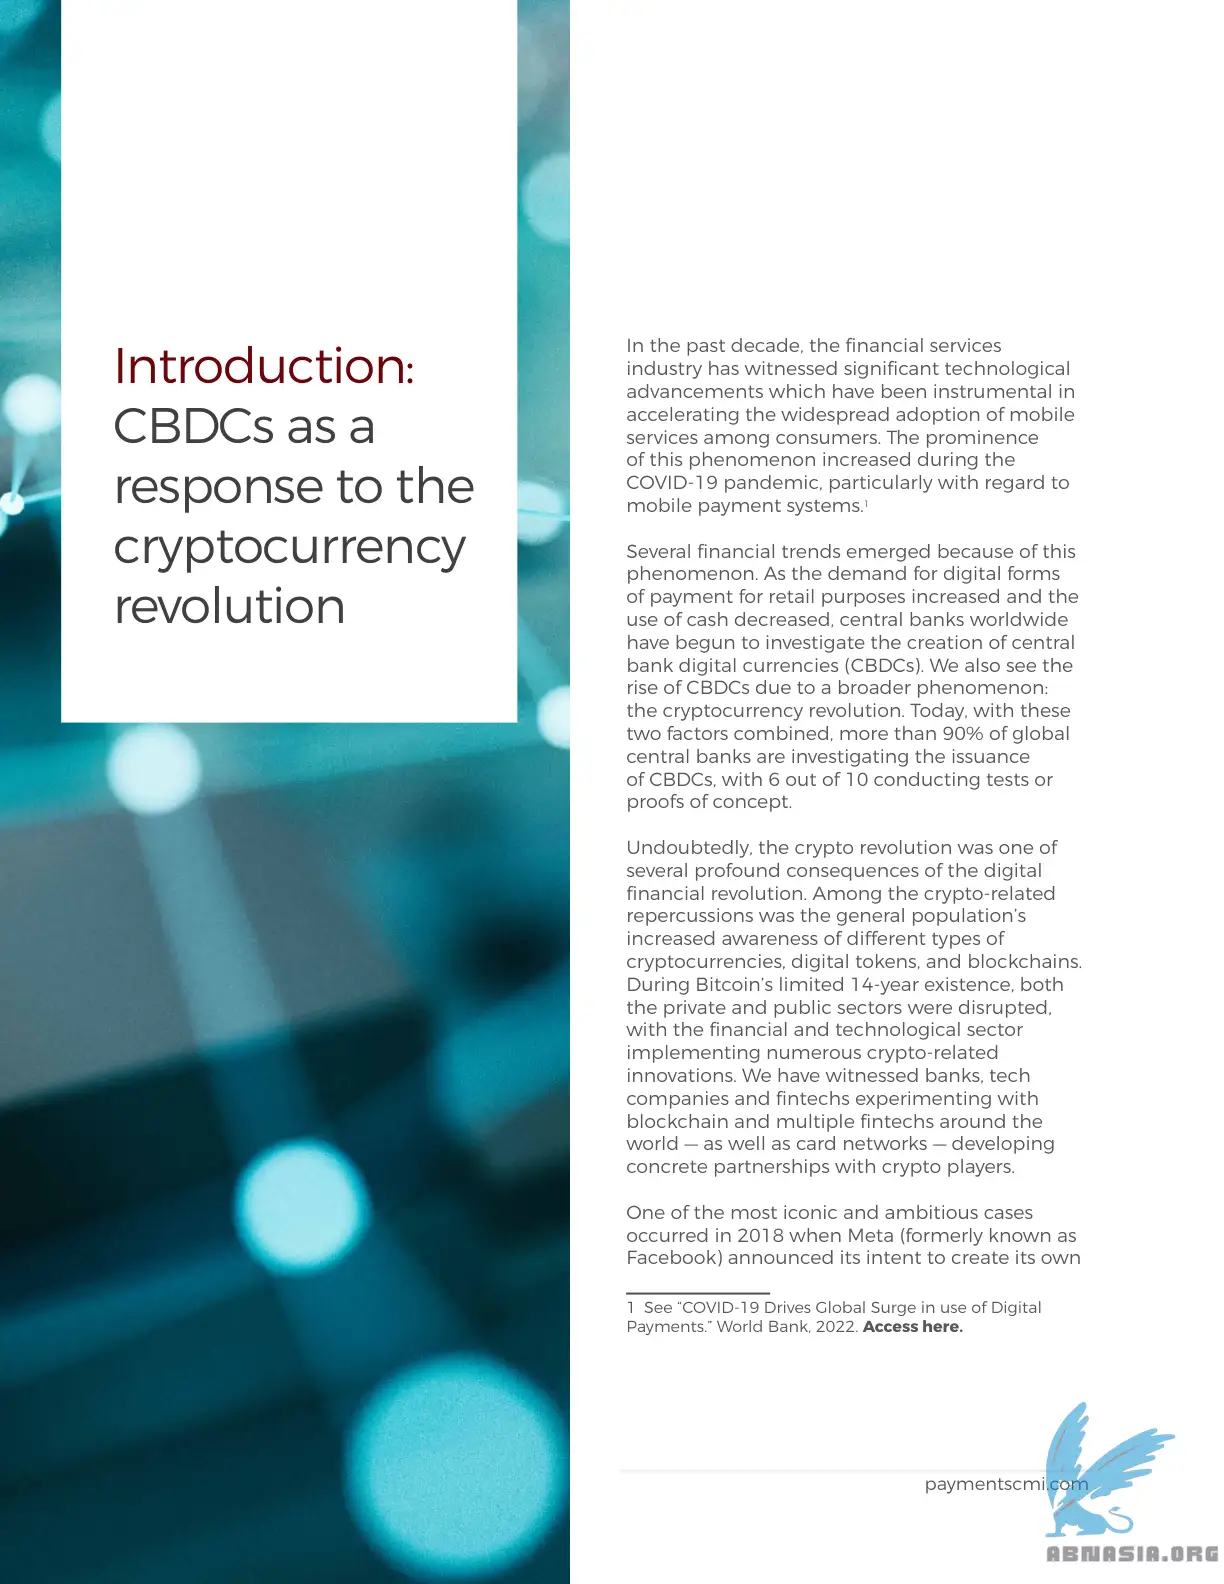 Introduction:
CBDCs as a
response to the
cryptocurrency
revolution
In the past decade, the financial services
industry has witnessed significant technological
advancements which have been instrumental in
accelerating the widespread adoption of mobile
services among consumers. The prominence
of this phenomenon increased during the
COVID-19 pandemic, particularly with regard to
mobile payment systems.1
Several financial trends emerged because of this
phenomenon. As the demand for digital forms
of payment for retail purposes increased and the
use of cash decreased, central banks worldwide
have begun to investigate the creation of central
bank digital currencies (CBDCs). We also see the
rise of CBDCs due to a broader phenomenon:
the cryptocurrency revolution. Today, with these
two factors combined, more than 90% of global
central banks are investigating the issuance
of CBDCs, with 6 out of 10 conducting tests or
proofs of concept.
Undoubtedly, the crypto revolution was one of
several profound consequences of the digital
financial revolution. Among the crypto-related
repercussions was the general population’s
increased awareness of different types of
cryptocurrencies, digital tokens, and blockchains.
During Bitcoin’s limited 14-year existence, both
the private and public sectors were disrupted,
with the financial and technological sector
implementing numerous crypto-related
innovations. We have witnessed banks, tech
companies and fintechs experimenting with
blockchain and multiple fintechs around the
world — as well as card networks — developing
concrete partnerships with crypto players.
One of the most iconic and ambitious cases
occurred in 2018 when Meta (formerly known as
Facebook) announced its intent to create its own
1 See “COVID-19 Drives Global Surge in use of Digital
Payments.” World Bank, 2022. Access here.
paymentscmi.com
ABNASIA.ORG